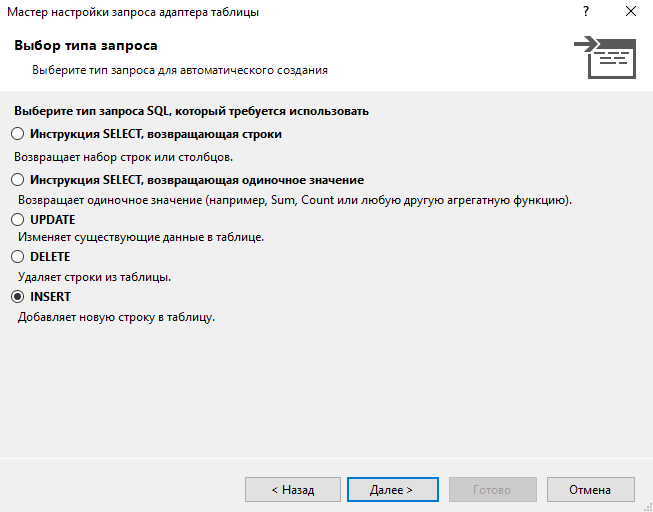 Мастер настройки запроса адаптера таблицы
?
Выбор типа запроса
Выберите тип запроса для автоматического создания
Выберите тип запроса SQL, который требуется использовать
Инструкция SELECT, возвращающая строки
Возвращает набор строк или столбцов.
Инструкция SELECT, возвращающая одиночное значение
Возвращает одиночное значение (например, Sum, Count или любую другую агрегатную функцию).
UPDATE
Изменяет существующие данные в таблице.
DELETE
Удаляет строки из таблицы.
INSERT
Добавляет новую строку в таблицу.
< Назад Далее > Готово Отмена